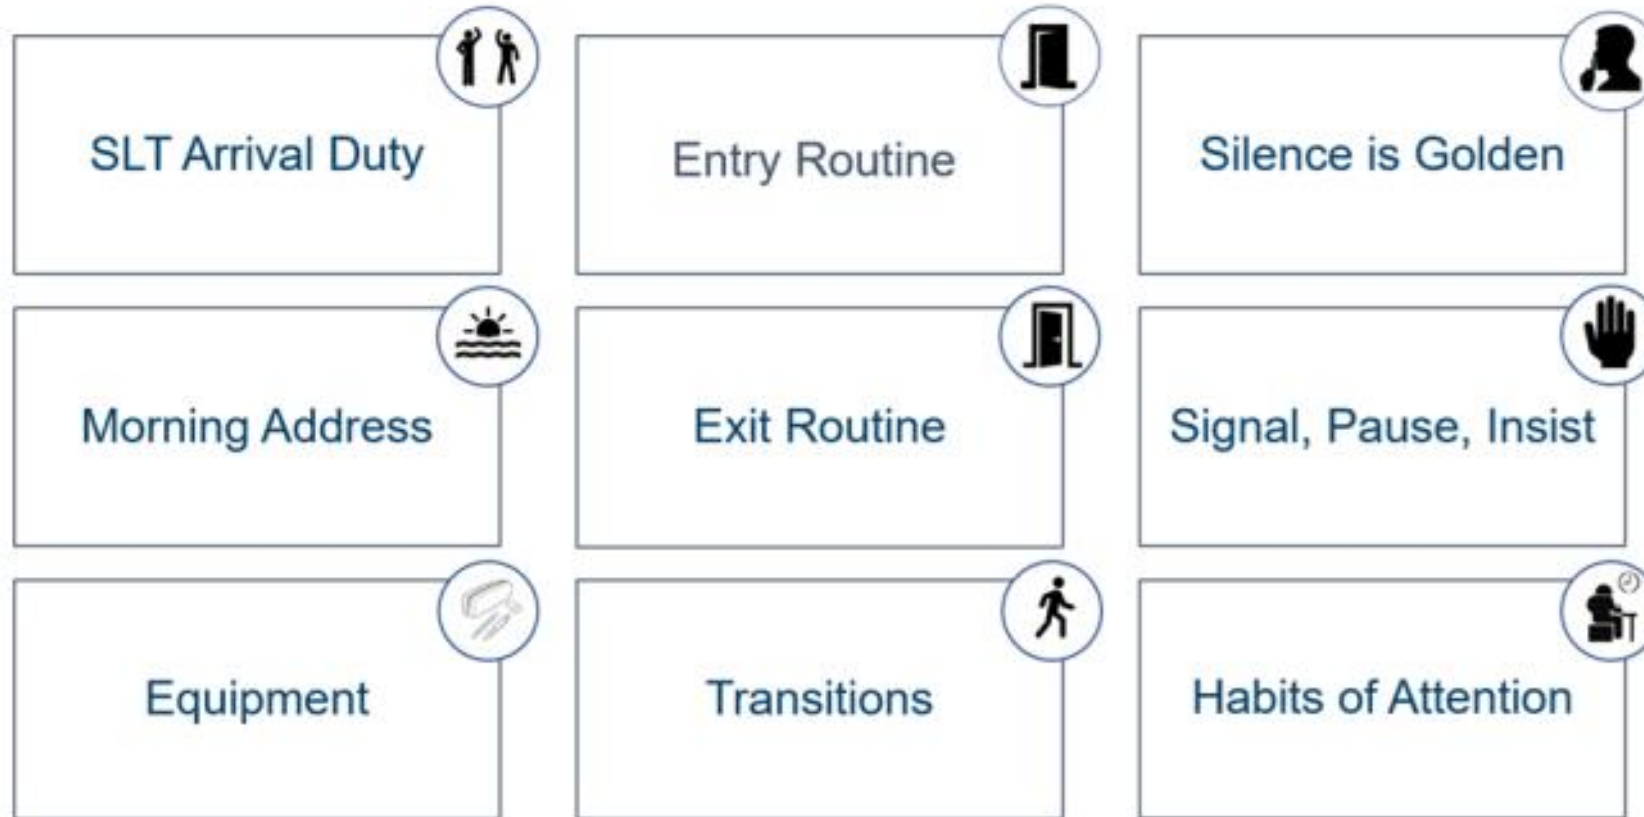 SLT Arrival Duty
Entry Routine
Silence is Golden
Morning Address
Exit Routine
Signal, Pause, Insist
Equipment
Transitions
Habits of Attention